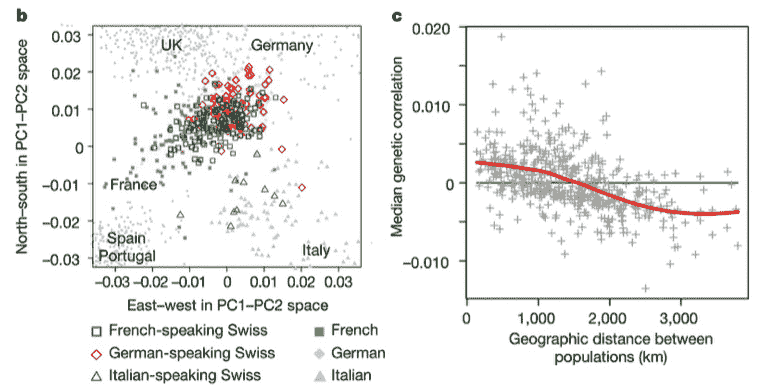 b
North–south in PC1–PC2 space
0.03
0.02
0.01
0
–0.01
–0.02
–0.03
UK
Germany
France
Spain
Portugal
Italy
–0.03 –0.02 –0.01 0 0.01 0.02 0.03
East–west in PC1–PC2 space
French-speaking Swiss
German-speaking Swiss
Italian-speaking Swiss
French
German
Italian
c
Median genetic correlation
0.020
0.010
0
–0.010
0 1,000 2,000 3,000
Geographic distance between
populations (km)